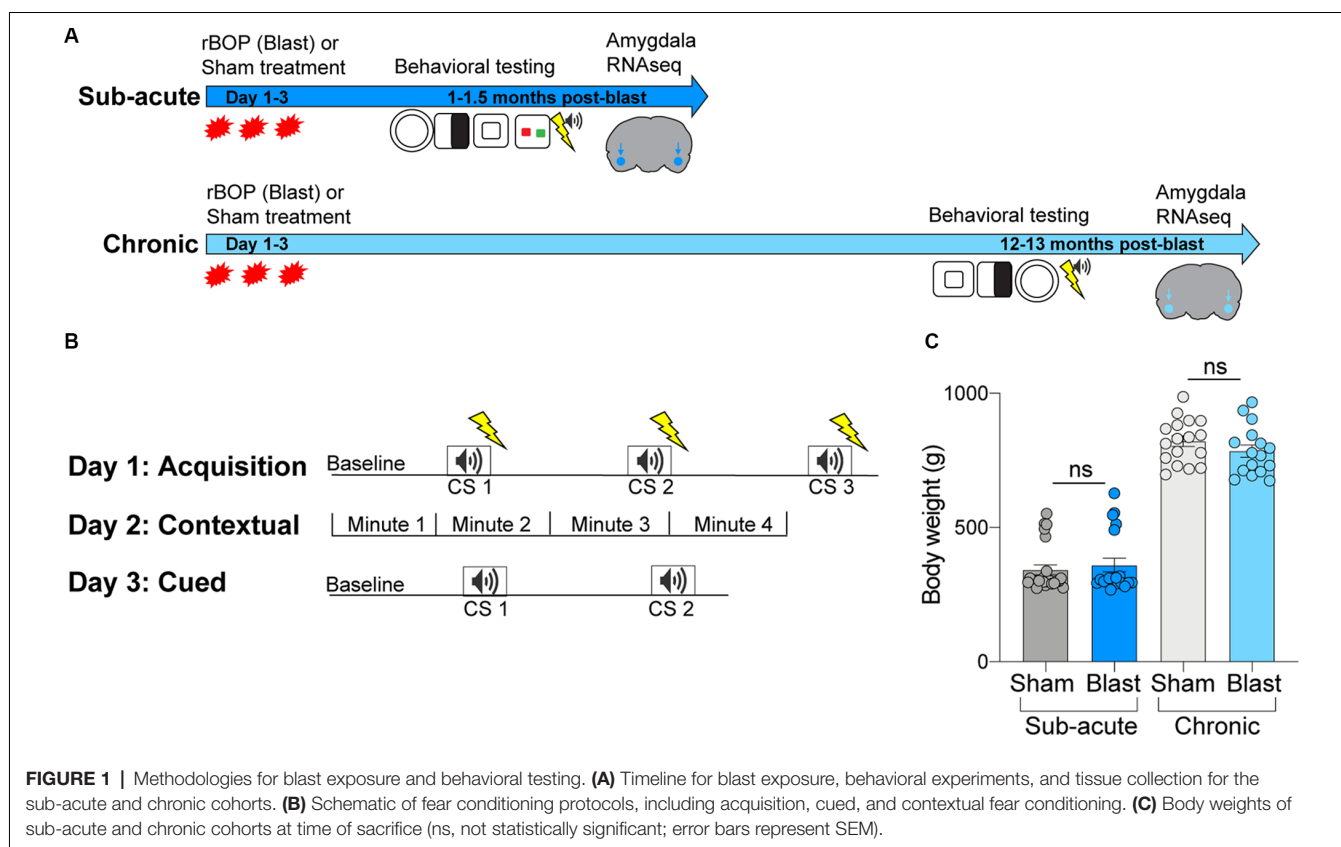 A
rBOP (Blast) or
Sham treatment
Behavioral testing
Amygdala
RNAseq
Sub-acute
Day 1-3
1-1.5 months post-blast
rBOP (Blast) or
Sham treatment
Behavioral testing
Amygdala
RNAseq
Chronic
Day 1-3
12-13 months post-blast
B
Day 1: Acquisition
Baseline
CS 1
CS 2
CS 3
Day 2: Contextual
Minute 1
Minute 2
Minute 3
Minute 4
Day 3: Cued
Baseline
CS 1
CS 2
C
ns
ns
Body weight (g)
1000
500
0
Sham Blast Sham Blast
Sub-acute Chronic
FIGURE 1 | Methodologies for blast exposure and behavioral testing. (A) Timeline for blast exposure, behavioral experiments, and tissue collection for the
sub-acute and chronic cohorts. (B) Schematic of fear conditioning protocols, including acquisition, cued, and contextual fear conditioning. (C) Body weights of
sub-acute and chronic cohorts at time of sacrifice (ns, not statistically significant; error bars represent SEM).